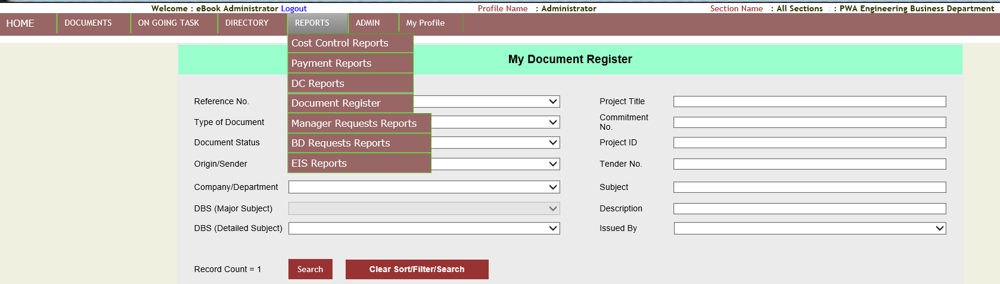 Welcome : eBook Administrator Logout Profile Name : Administrator Section Name : All Sections : : PWA Engineering Business Department
HOME DOCUMENTS ON GOING TASK DIRECTORY REPORTS ADMIN My Profile
Cost Control Reports
Payment Reports
DC Reports
Document Register
Manager Requests Reports
BD Requests Reports
EIS Reports
My Document Register
Reference No. Project Title
Type of Document Commitment No.
Document Status Project ID
Origin/Sender Tender No.
Company/Department Subject
DBS (Major Subject) Description
DBS (Detailed Subject) Issued By
Record Count = 1 Search Clear Sort/Filter/Search